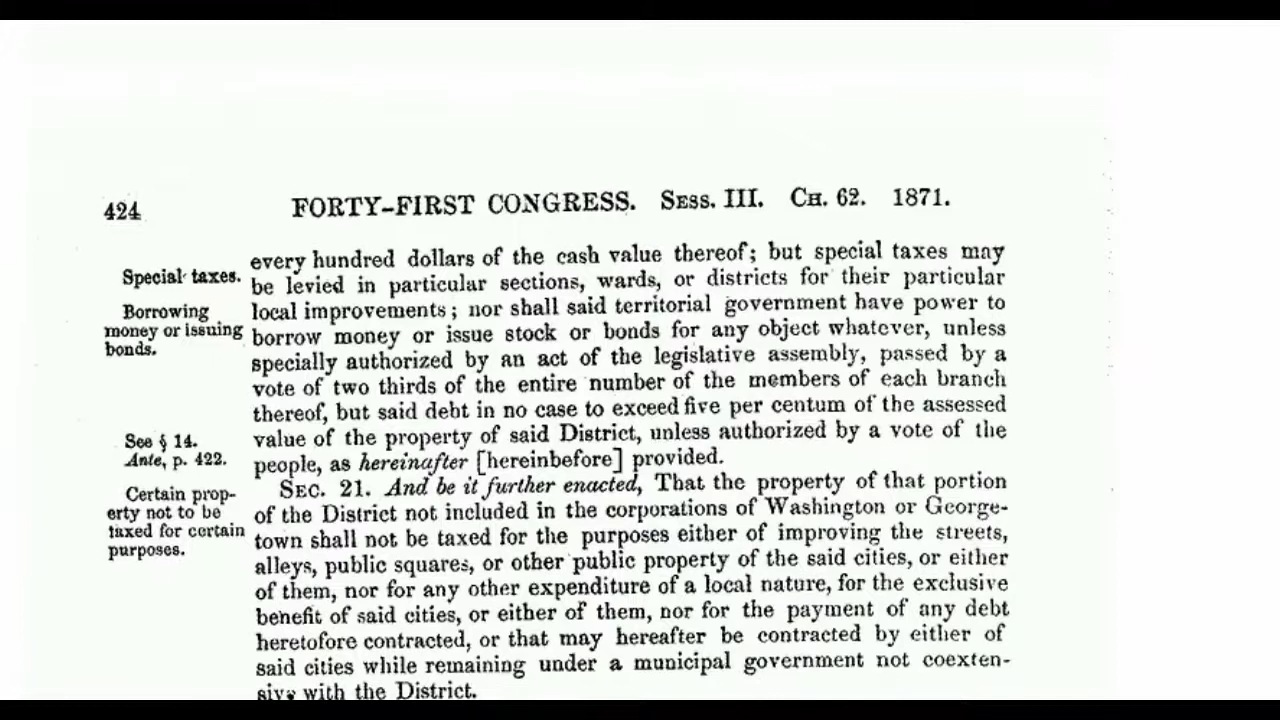 424 FORTY-FIRST CONGRESS. SESS. III. CH. 62. 1871.
every hundred dollars of the cash value thereof; but special taxes may
Special taxes. be levied in particular sections, wards, or districts for their particular
Borrowing local improvements; nor shall said territorial government have power to
money or issuing borrow money or issue stock or bonds for any object whatever, unless
bonds. specially authorized by an act of the legislative assembly, passed by a
vote of two thirds of the entire number of the members of each branch
thereof, but said debt in no case to exceed five per centum of the assessed
See § 14. value of the property of said District, unless authorized by a vote of the
Ante, p. 422. people, as hereinafter [hereinbefore] provided.
Certain prop- SEC. 21. And be it further enacted, That the property of that portion
erty not to be of the District not included in the corporations of Washington or George-
taxed for certain town shall not be taxed for the purposes either of improving the streets,
purposes. alleys, public squares, or other public property of the said cities, or either
of them, nor for any other expenditure of a local nature, for the exclusive
benefit of said cities, or either of them, nor for the payment of any debt
heretofore contracted, or that may hereafter be contracted by either of
said cities while remaining under a municipal government not coexten-
sive with the District.